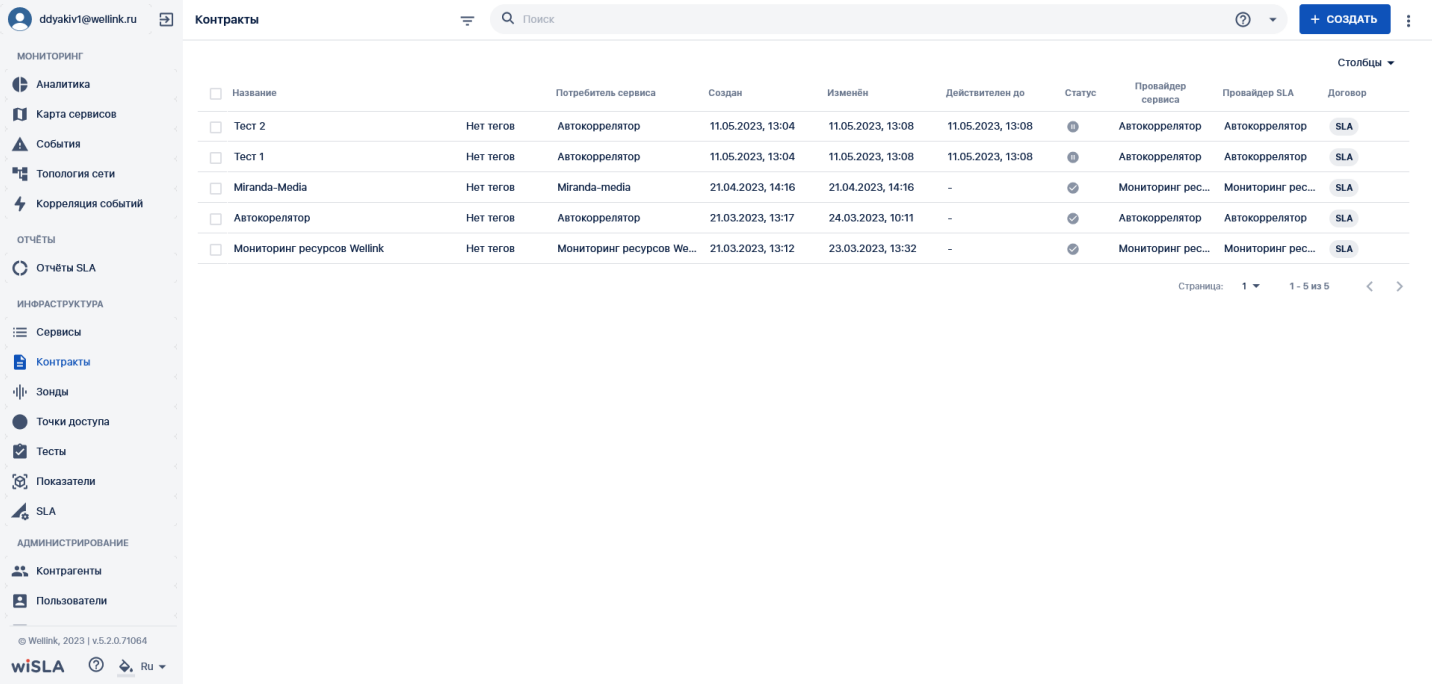 ddyakiv1@wellink.ru
МОНИТОРИНГ
Аналитика
Карта сервисов
События
Топология сети
Корреляция событий
ОТЧЁТЫ
Отчёты SLA
ИНФРАСТРУКТУРА
Сервисы
Контракты
Зонды
Точки доступа
Тесты
Показатели
SLA
АДМИНИСТРИРОВАНИЕ
Контрагенты
Пользователи
© Wellink, 2023 | v.5.2.0.71064
wiSLA Ru
Контракты Поиск + СОЗДАТЬ
Столбцы
Название Потребитель сервиса Создан Изменён Действителен до Статус Провайдер сервиса Провайдер SLA Договор
Тест 2 Нет тегов Автокоррелятор 11.05.2023, 13:04 11.05.2023, 13:08 11.05.2023, 13:08 Автокоррелятор Автокоррелятор SLA
Тест 1 Нет тегов Автокоррелятор 11.05.2023, 13:04 11.05.2023, 13:08 11.05.2023, 13:08 Автокоррелятор Автокоррелятор SLA
Miranda-Media Нет тегов Miranda-media 21.04.2023, 14:16 21.04.2023, 14:16 - Мониторинг рес... Мониторинг рес... SLA
Автокорелятор Нет тегов Автокоррелятор 21.03.2023, 13:17 24.03.2023, 10:11 - Автокоррелятор Автокоррелятор SLA
Мониторинг ресурсов Wellink Нет тегов Мониторинг ресурсов We... 21.03.2023, 13:12 23.03.2023, 13:32 - Мониторинг рес... Мониторинг рес... SLA
Страница: 1 1 - 5 из 5